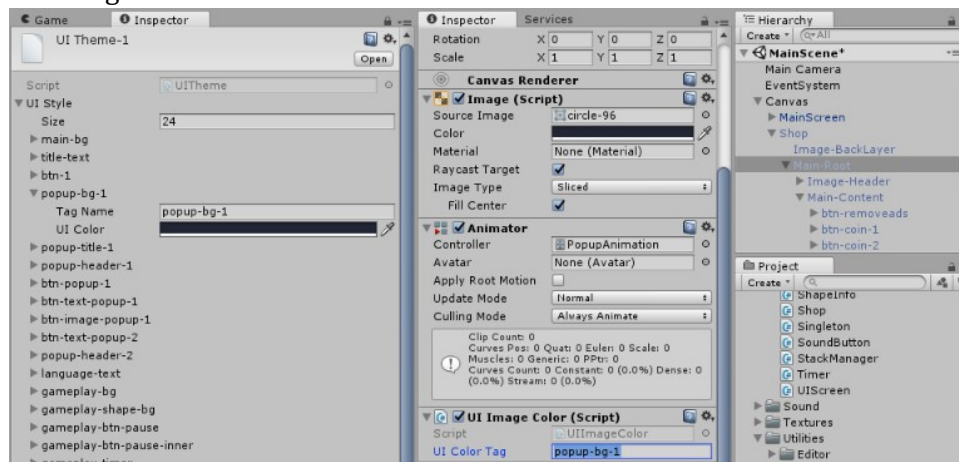 Game
Inspector
UI Theme-1
Open
Script UITheme
UI Style
Size 24
main-bg
title-text
btn-1
popup-bg-1
Tag Name popup-bg-1
UI Color
popup-title-1
popup-header-1
btn-popup-1
btn-text-popup-1
btn-image-popup-1
btn-text-popup-2
popup-header-2
language-text
gameplay-bg
gameplay-shape-bg
gameplay-btn-pause
gameplay-btn-pause-inner
gameplay-timer
Inspector Services
Rotation X 0 Y 0 Z 0
Scale X 1 Y 1 Z 1
Canvas Renderer
Image (Script)
Source Image circle-96
Color
Material None (Material)
Raycast Target
Image Type Sliced
Fill Center
Animator
Controller PopupAnimation
Avatar None (Avatar)
Apply Root Motion
Update Mode Normal
Culling Mode Always Animate
Clip Count: 0
Curves Pos: 0 Quat: 0 Euler: 0 Scale: 0
Muscles: 0 Generic: 0 PPtr: 0
Curves Count: 0 Constant: 0 (0.0%) Dense: 0
(0.0%) Stream: 0 (0.0%)
UI Image Color (Script)
Script UIImageColor
UI Color Tag popup-bg-1
Hierarchy
Create All
MainScene*
Main Camera
EventSystem
Canvas
MainScreen
Shop
Image-BackLayer
Main-Root
Image-Header
Main-Content
btn-removeads
btn-coin-1
btn-coin-2
Project
Create
ShapeInfo
Shop
Singleton
SoundButton
StackManager
Timer
UIScreen
Sound
Textures
Utilities
Editor